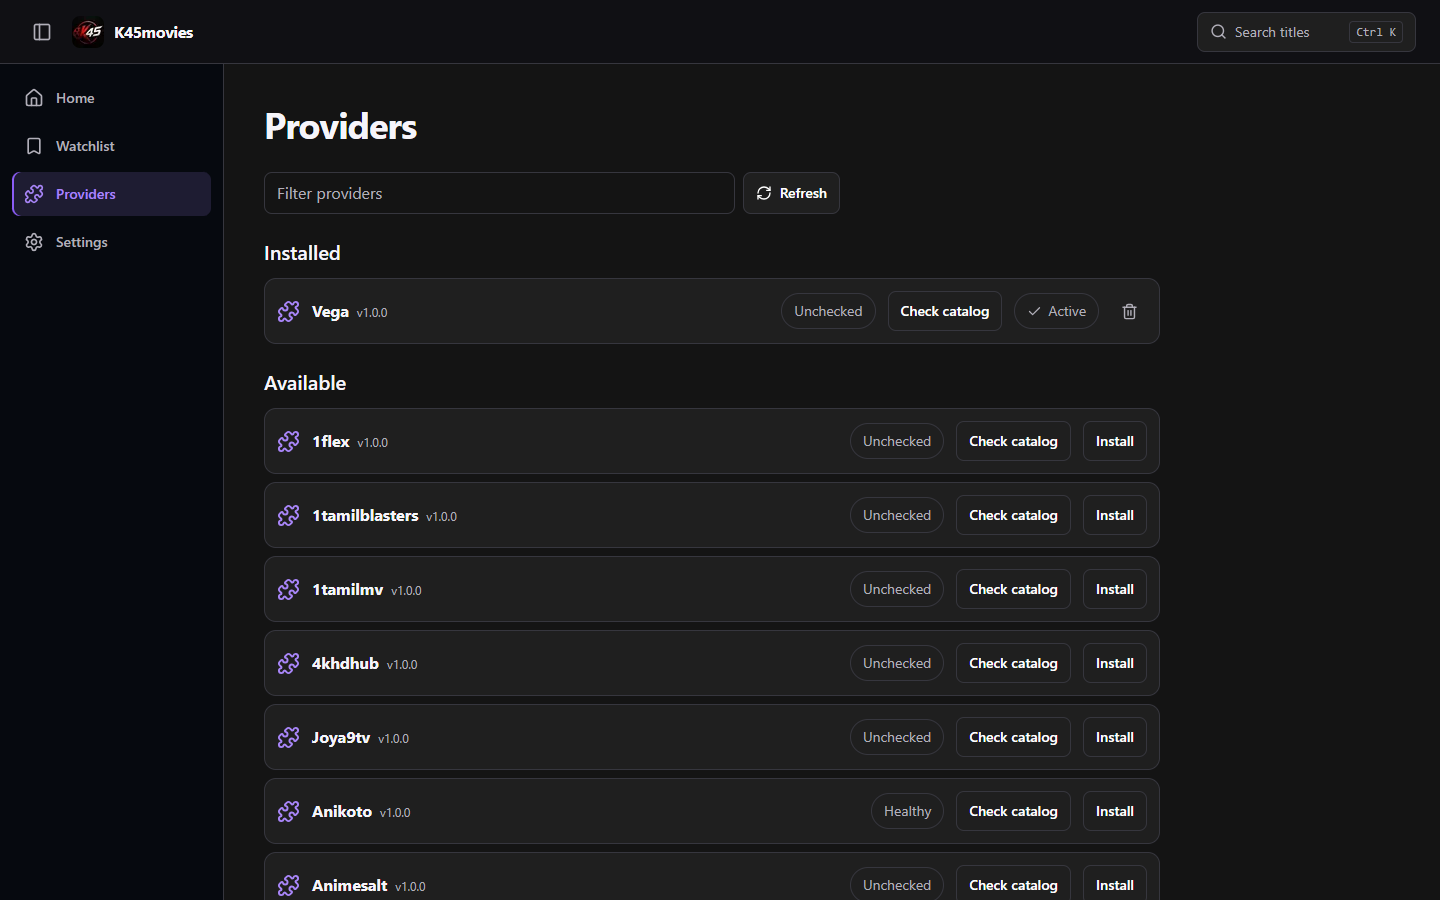 K45 K45movies Search titles Ctrl K
Home
Watchlist
Providers
Settings
Providers
Filter providers Refresh
Installed
Vega v1.0.0 Unchecked Check catalog Active
Available
1flex v1.0.0 Unchecked Check catalog Install
1tamilblasters v1.0.0 Unchecked Check catalog Install
1tamilmv v1.0.0 Unchecked Check catalog Install
4khdhub v1.0.0 Unchecked Check catalog Install
Joya9tv v1.0.0 Unchecked Check catalog Install
Anikoto v1.0.0 Healthy Check catalog Install
Animesalt v1.0.0 Unchecked Check catalog Install